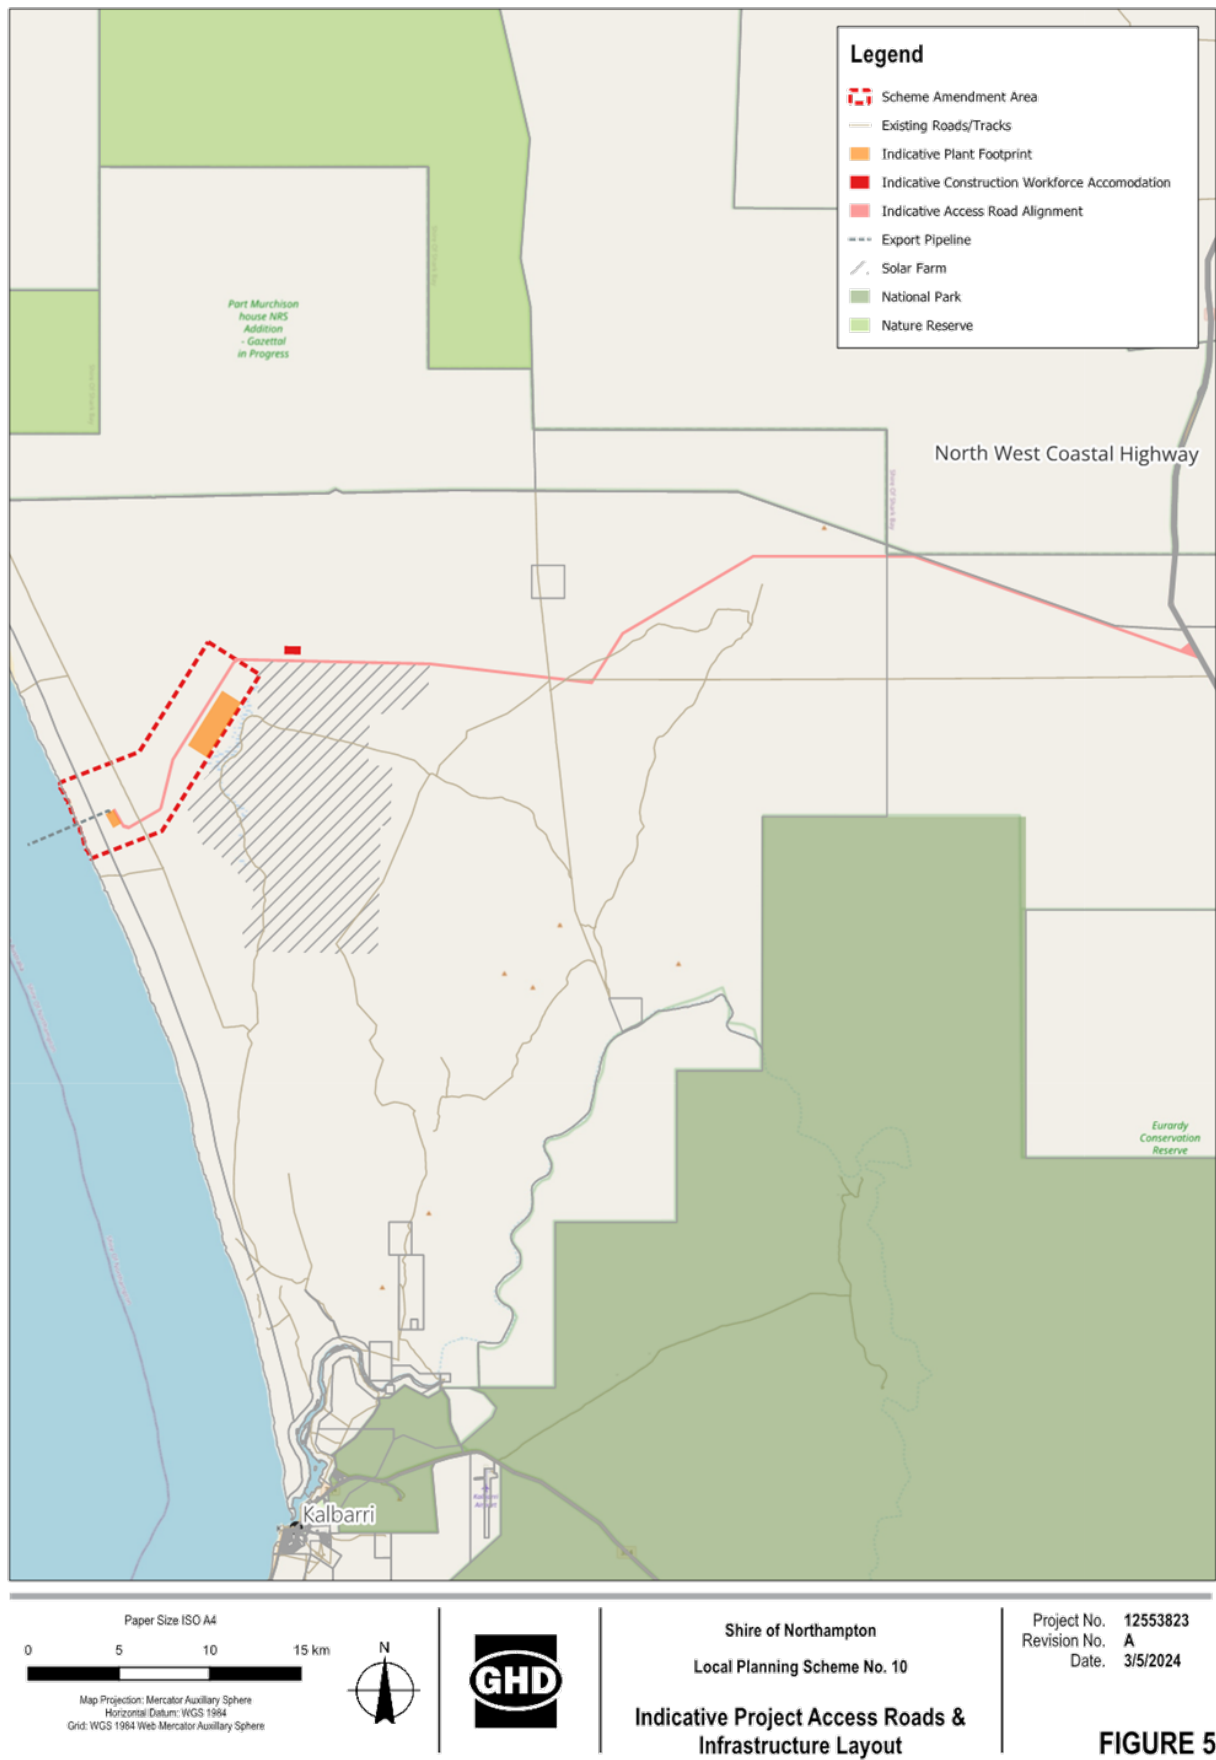 Legend
Scheme Amendment Area
Existing Roads/Tracks
Indicative Plant Footprint
Indicative Construction Workforce Accomodation
Indicative Access Road Alignment
Export Pipeline
Solar Farm
National Park
Nature Reserve
Part Murchison
house NRS
Addition
- Gazettal
in Progress
North West Coastal Highway
Eurardy
Conservation
Reserve
Kalbarri
Paper Size ISO A4
0 5 10 15 km
Map Projection: Mercator Auxillary Sphere
Horizontal Datum: WGS 1984
Grid: WGS 1984 Web Mercator Auxillary Sphere
N
GHD
Shire of Northampton
Local Planning Scheme No. 10
Indicative Project Access Roads &
Infrastructure Layout
Project No. 12553823
Revision No. A
Date. 3/5/2024
FIGURE 5